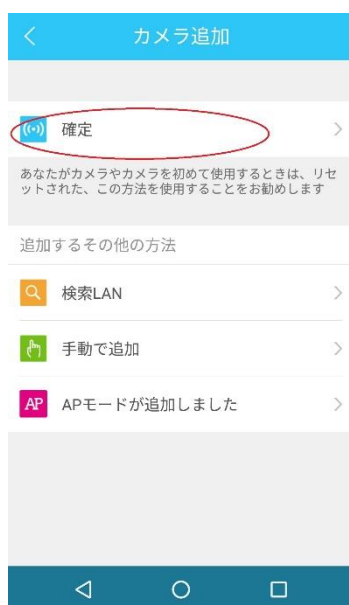 カメラ追加
確定
あなたがカメラやカメラを初めて使用するときは、リセ
ットされた、この方法を使用することをお勧めします
追加するその他の方法
検索LAN
手動で追加
AP
APモードが追加しました